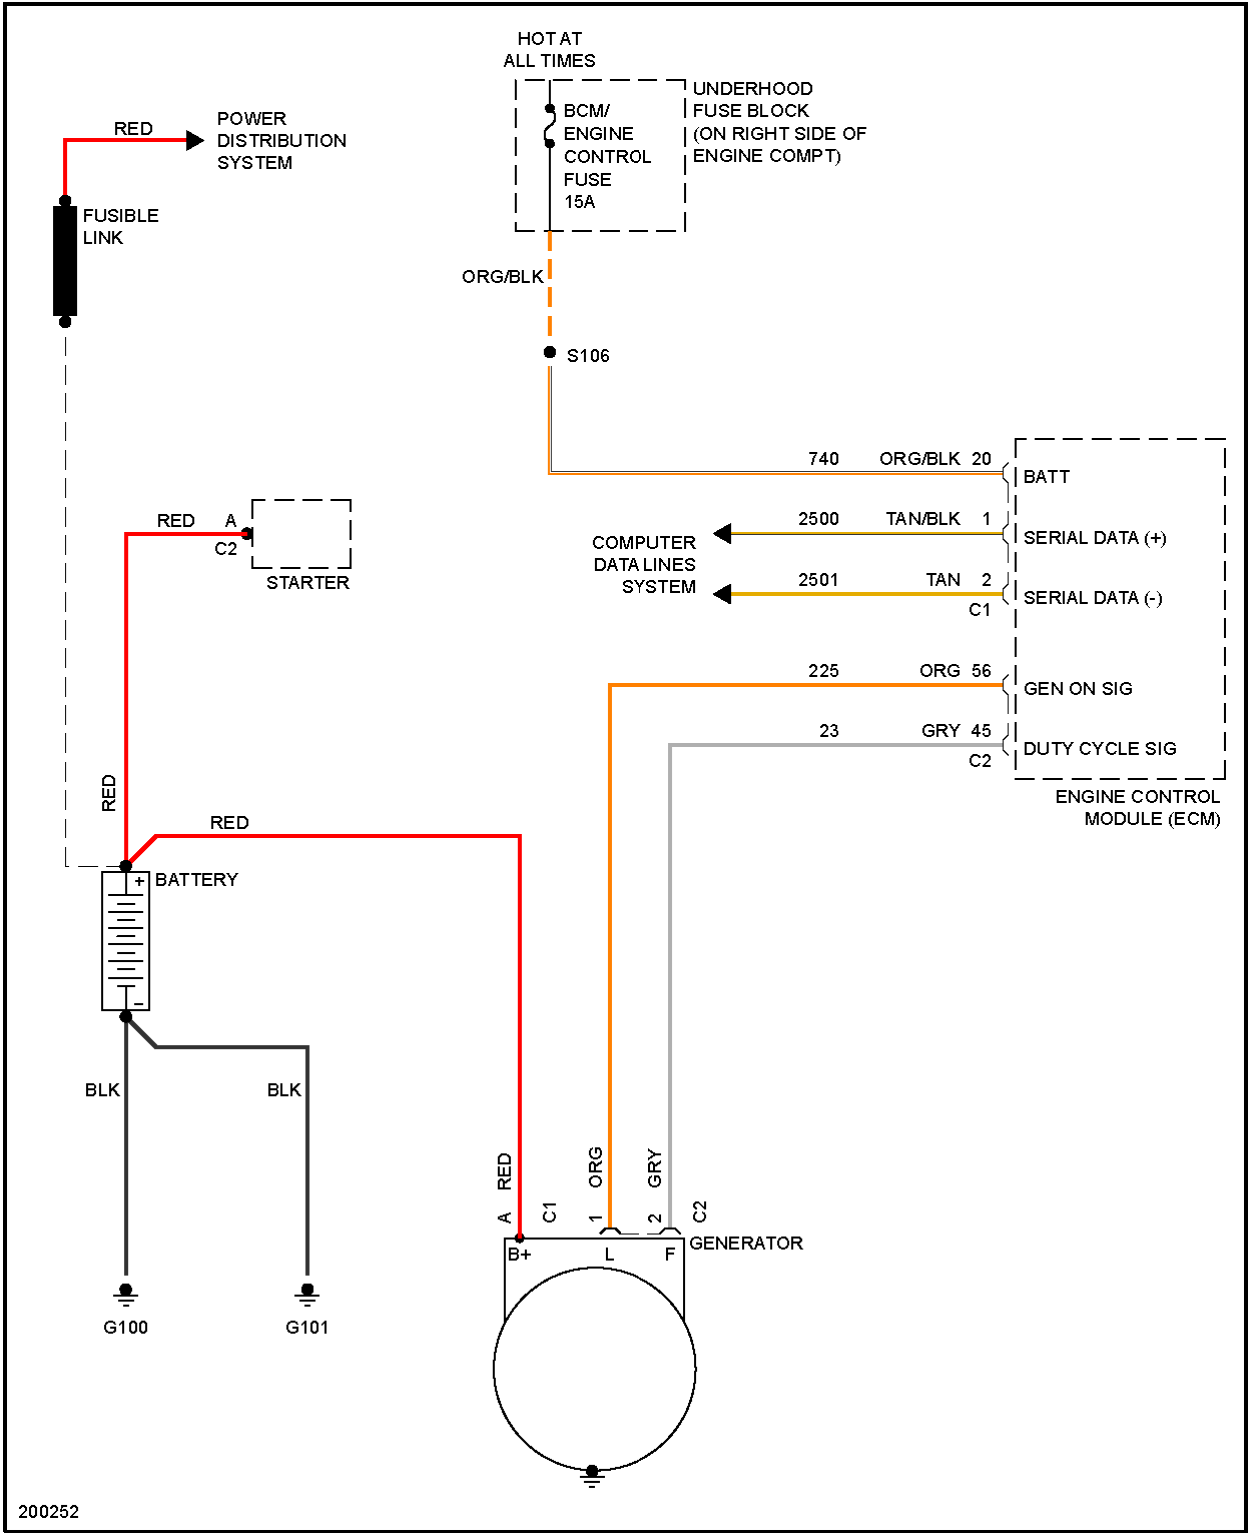 HOT AT
ALL TIMES
BCM/
ENGINE
CONTROL
FUSE
15A
UNDERHOOD
FUSE BLOCK
(ON RIGHT SIDE OF
ENGINE COMPT)
RED
POWER
DISTRIBUTION
SYSTEM
FUSIBLE
LINK
ORG/BLK
S106
740 ORG/BLK 20
BATT
2500 TAN/BLK 1
SERIAL DATA (+)
COMPUTER
DATA LINES
SYSTEM
2501 TAN 2
C1
SERIAL DATA (-)
225 ORG 56
GEN ON SIG
23 GRY 45
C2
DUTY CYCLE SIG
ENGINE CONTROL
MODULE (ECM)
RED A
C2
STARTER
RED
RED
+ BATTERY
-
BLK
BLK
G100
G101
RED
A
C1
ORG
1
GRY
2
C2
GENERATOR
B+ L F
200252